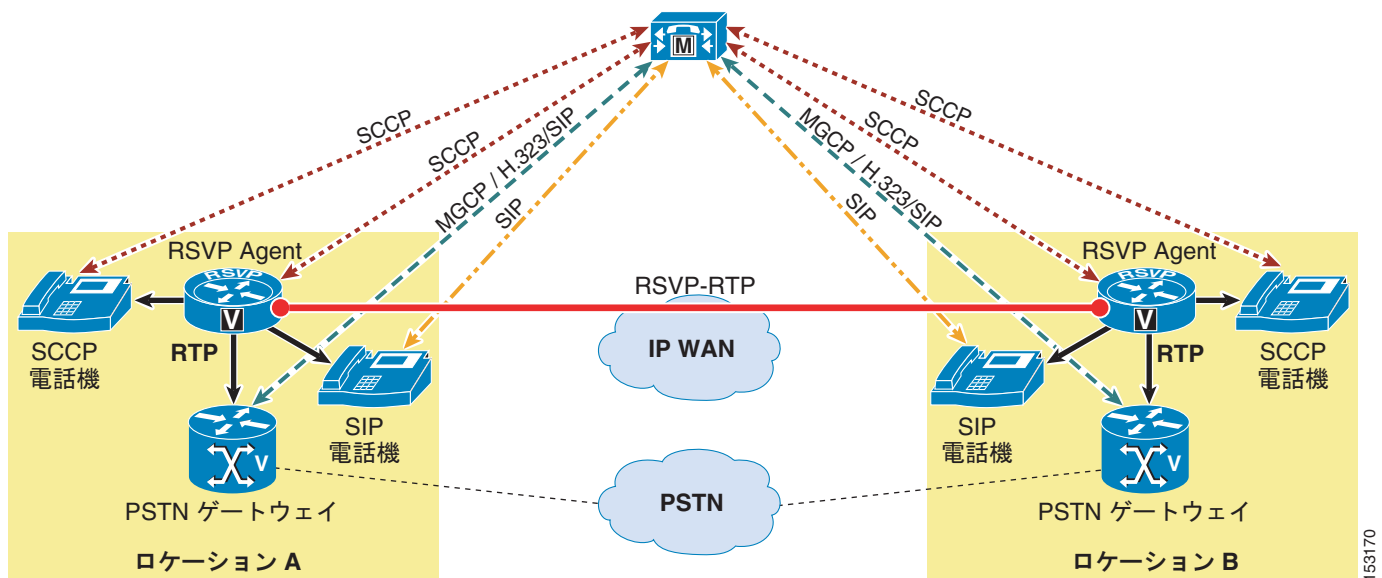 M
SCCP
SCCP
MGCP / H.323/SIP
SIP
SCCP
SCCP
MGCP / H.323/SIP
SIP
RSVP Agent
RSVP
V
RTP
SCCP
電話機
SIP
電話機
V
PSTN ゲートウェイ
ロケーション A
RSVP-RTP
IP WAN
PSTN
RSVP Agent
RSVP
V
RTP
SCCP
電話機
SIP
電話機
V
PSTN ゲートウェイ
ロケーション B
153170